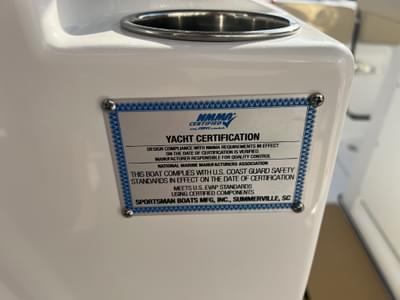 NMMA
CERTIFIED
YACHT CERTIFICATION
DESIGN COMPLIANCE WITH NMMA REQUIREMENTS IN EFFECT
ON THE DATE OF CERTIFICATION IS VERIFIED.
MANUFACTURER RESPONSIBLE FOR QUALITY CONTROL
NATIONAL MARINE MANUFACTURERS ASSOCIATION
THIS BOAT COMPLIES WITH U.S. COAST GUARD SAFETY
STANDARDS IN EFFECT ON THE DATE OF CERTIFICATION
MEETS U.S. EVAP STANDARDS
USING CERTIFIED COMPONENTS
SPORTSMAN BOATS MFG, INC., SUMMERVILLE, SC